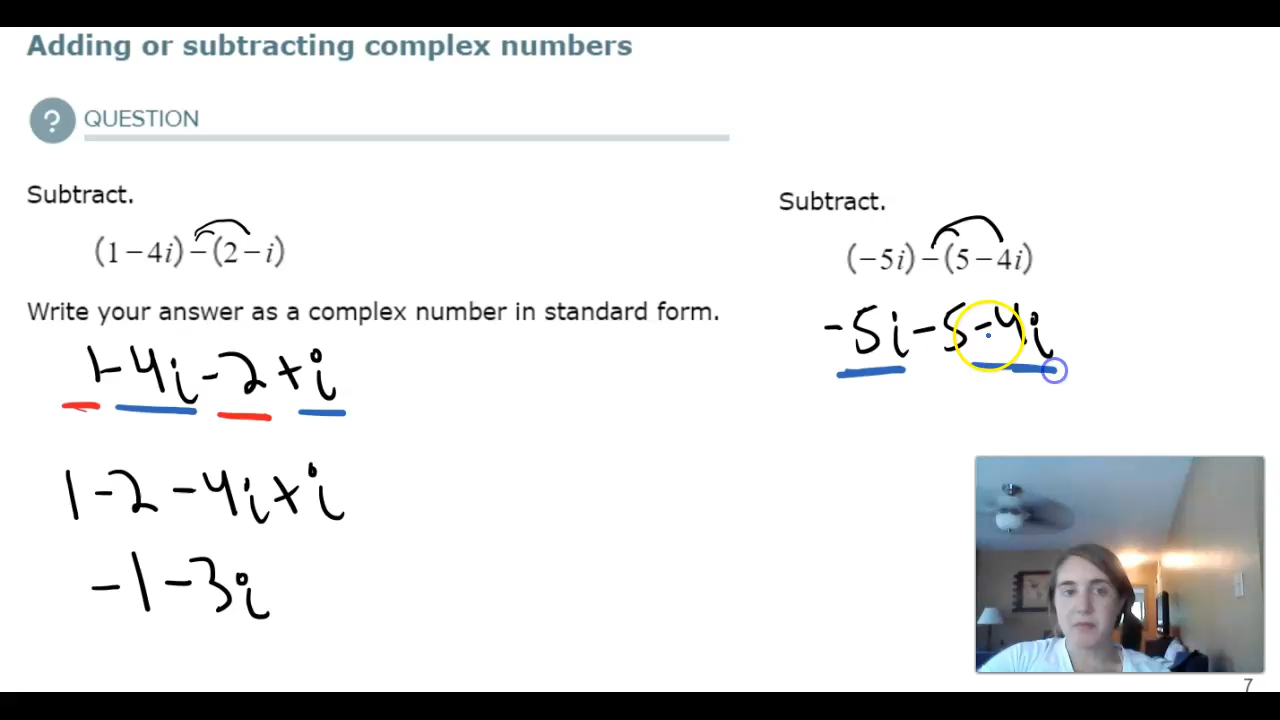 Adding or subtracting complex numbers
? QUESTION
Subtract.
(1 − 4i) − (2 − i)
Write your answer as a complex number in standard form.
1 - 4i - 2 + i
1 - 2 - 4i + i
- 1 - 3i
Subtract.
(−5i) − (5 − 4i)
- 5i - 5 - 4i
7